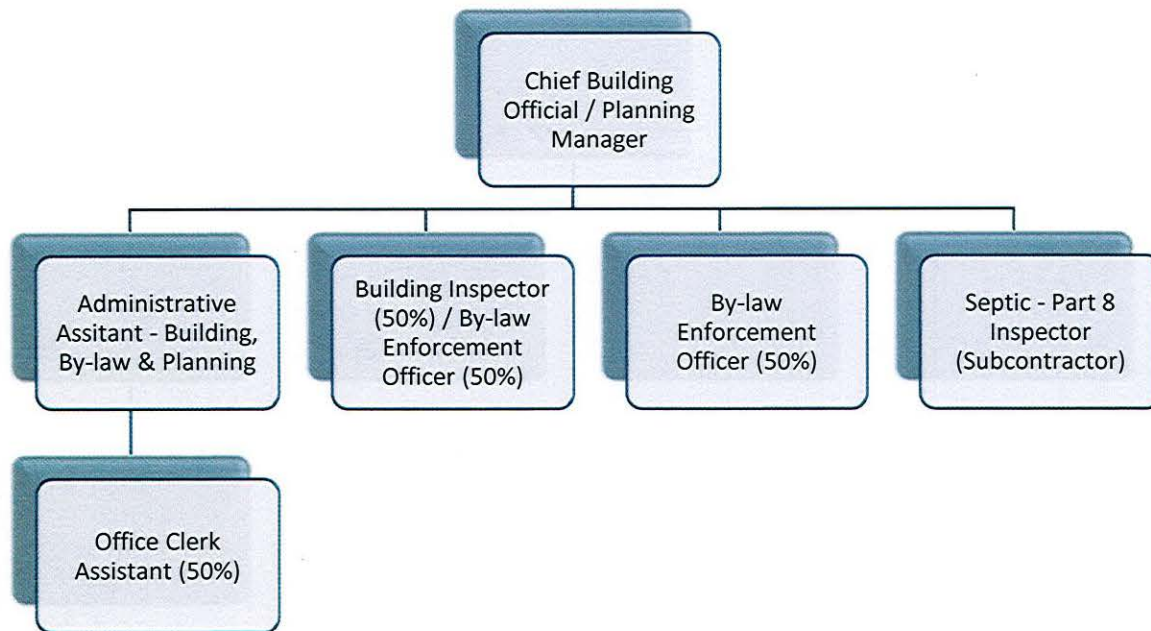 Chief Building
Official / Planning
Manager
Administrative
Assitant - Building,
By-law & Planning
Building Inspector
(50%) / By-law
Enforcement
Officer (50%)
By-law
Enforcement
Officer (50%)
Septic - Part 8
Inspector
(Subcontractor)
Office Clerk
Assistant (50%)